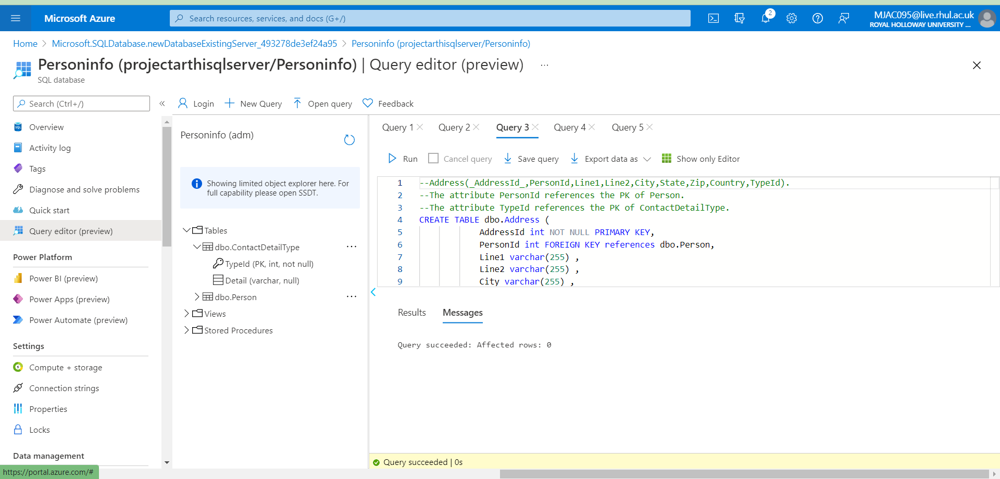 Microsoft Azure
Search resources, services, and docs (G+/)
2
MJAC095@live.rhul.ac.uk
ROYAL HOLLOWAY UNIVERSITY ...
Home > Microsoft.SQLDatabase.newDatabaseExistingServer_493278de3ef24a95 > Personinfo (projectarthisqlserver/Personinfo)
Personinfo (projectarthisqlserver/Personinfo) | Query editor (preview) ...
SQL database
Search (Ctrl+/)
«
Login
New Query
Open query
Feedback
Overview
Activity log
Tags
Diagnose and solve problems
Quick start
Query editor (preview)
Power Platform
Power BI (preview)
Power Apps (preview)
Power Automate (preview)
Settings
Compute + storage
Connection strings
Properties
Locks
Data management
https://portal.azure.com/#
Personinfo (adm)
Showing limited object explorer here. For
full capability please open SSDT.
Tables
dbo.ContactDetailType ...
TypeId (PK, int, not null)
Detail (varchar, null)
dbo.Person ...
Views
Stored Procedures
Query 1 Query 2 Query 3 Query 4 Query 5
Run Cancel query Save query Export data as Show only Editor
1 --Address(_AddressId_,PersonId,Line1,Line2,City,State,Zip,Country,TypeId).
2 --The attribute PersonId references the PK of Person.
3 --The attribute TypeId references the PK of ContactDetailType.
4 CREATE TABLE dbo.Address (
5 AddressId int NOT NULL PRIMARY KEY,
6 PersonId int FOREIGN KEY references dbo.Person,
7 Line1 varchar(255) ,
8 Line2 varchar(255) ,
9 City varchar(255) ,
Results Messages
Query succeeded: Affected rows: 0
Query succeeded | 0s